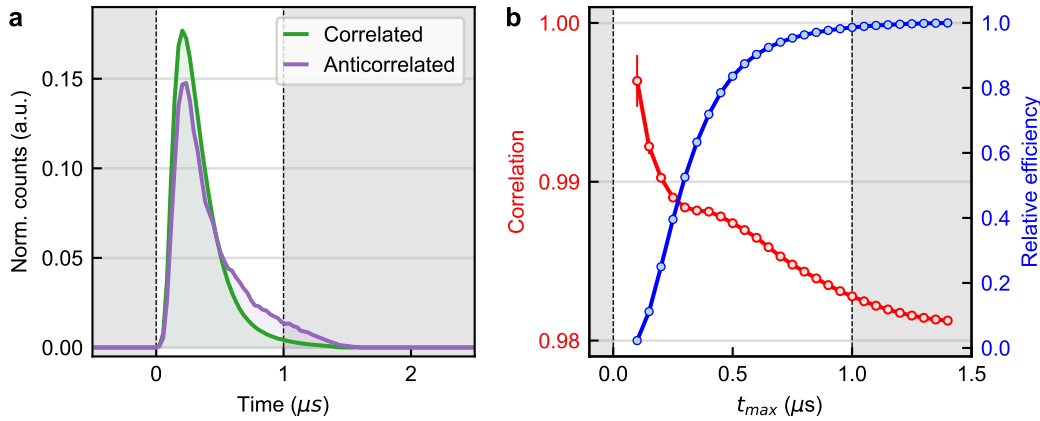 a
Correlated
Anticorrelated
0.15
0.10
0.05
0.00
Norm. counts (a.u.)
0
1
2
Time (μs)
b
1.00
0.99
0.98
Correlation
1.0
0.8
0.6
0.4
0.2
0.0
Relative efficiency
0.0
0.5
1.0
1.5
tmax (μs)